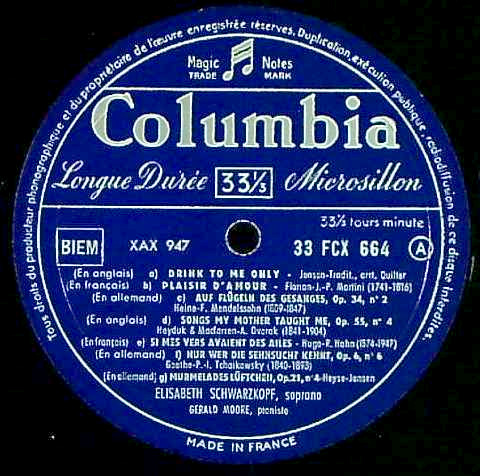 Tous droits du producteur phonographique et du propriétaire de l'œuvre enregistrée réservés. Duplication, exécution publique, radiodiffusion de ce disque interdites.
Magic Notes
TRADE MARK
Columbia
Longue Durée 33⅓ Microsillon
33⅓ tours minute
BIEM XAX 947 33 FCX 664 A
(En anglais) a) DRINK TO ME ONLY - Jonson-Tradit., arrt. Quilter
(En français) b) PLAISIR D'AMOUR - Florian-J.-P. Martini (1741-1816)
(En allemand) c) AUF FLÜGELN DES GESANGES, Op. 34, n° 2
Heine-F. Mendelssohn (1809-1847)
(En anglais) d) SONGS MY MOTHER TAUGHT ME, Op. 55, n° 4
Heyduk & Macfarren-A. Dvorak (1841-1904)
(En français) e) SI MES VERS AVAIENT DES AILES - Hugo-R. Hahn (1874-1947)
(En allemand) f) NUR WER DIE SEHNSUCHT KENNT, Op. 6, n° 6
Goethe-P.-I. Tchaikowsky (1840-1893)
(En allemand) g) MURMELADES LÜFTCHEN, Op. 21, n° 4-Heyse-Jensen
ELISABETH SCHWARZKOPF, soprano
GERALD MOORE, pianiste
MADE IN FRANCE